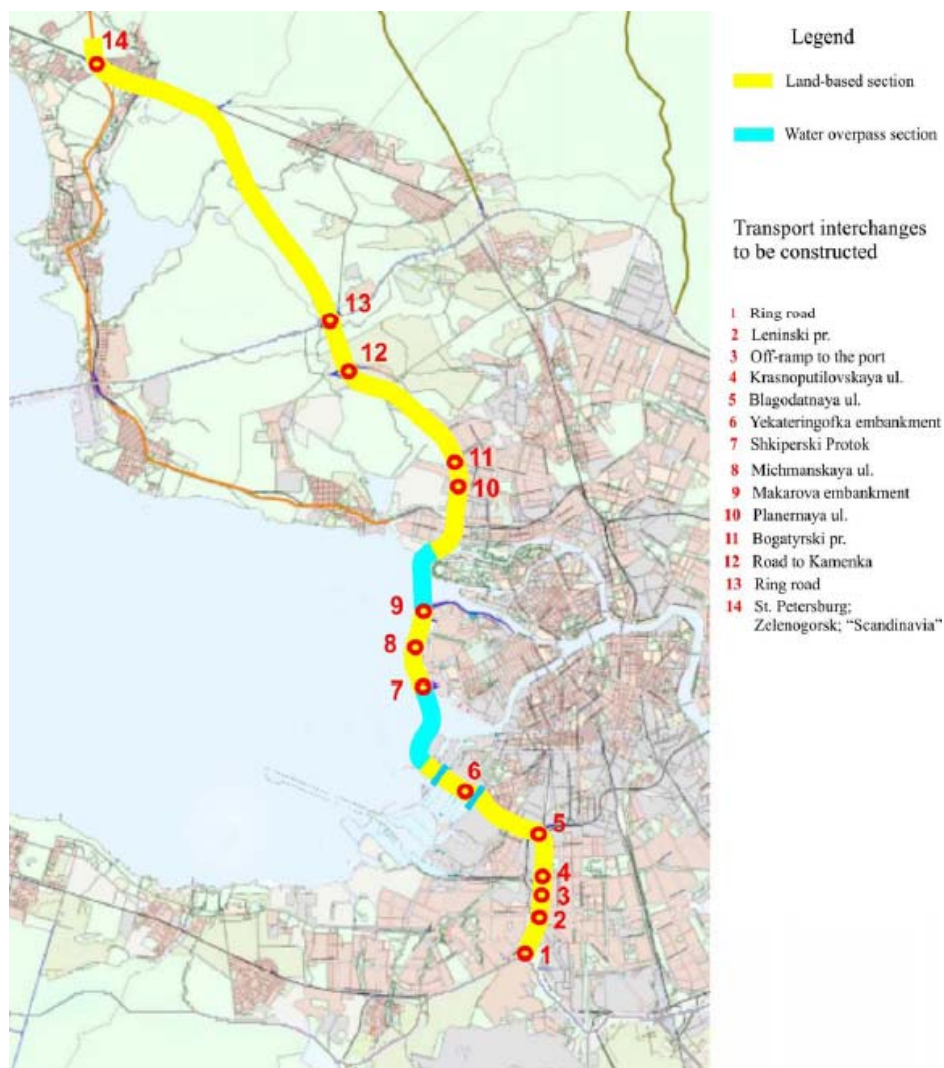 14
13
12
11
10
9
8
7
6
5
4
3
2
1
Legend
Land-based section
Water overpass section
Transport interchanges
to be constructed
1 Ring road
2 Leninski pr.
3 Off-ramp to the port
4 Krasnoputilovskaya ul.
5 Blagodatnaya ul.
6 Yekateringofka embankment
7 Shkiperski Protok
8 Michmanskaya ul.
9 Makarova embankment
10 Planernaya ul.
11 Bogatyrski pr.
12 Road to Kamenka
13 Ring road
14 St. Petersburg;
Zelenogorsk; “Scandinavia”